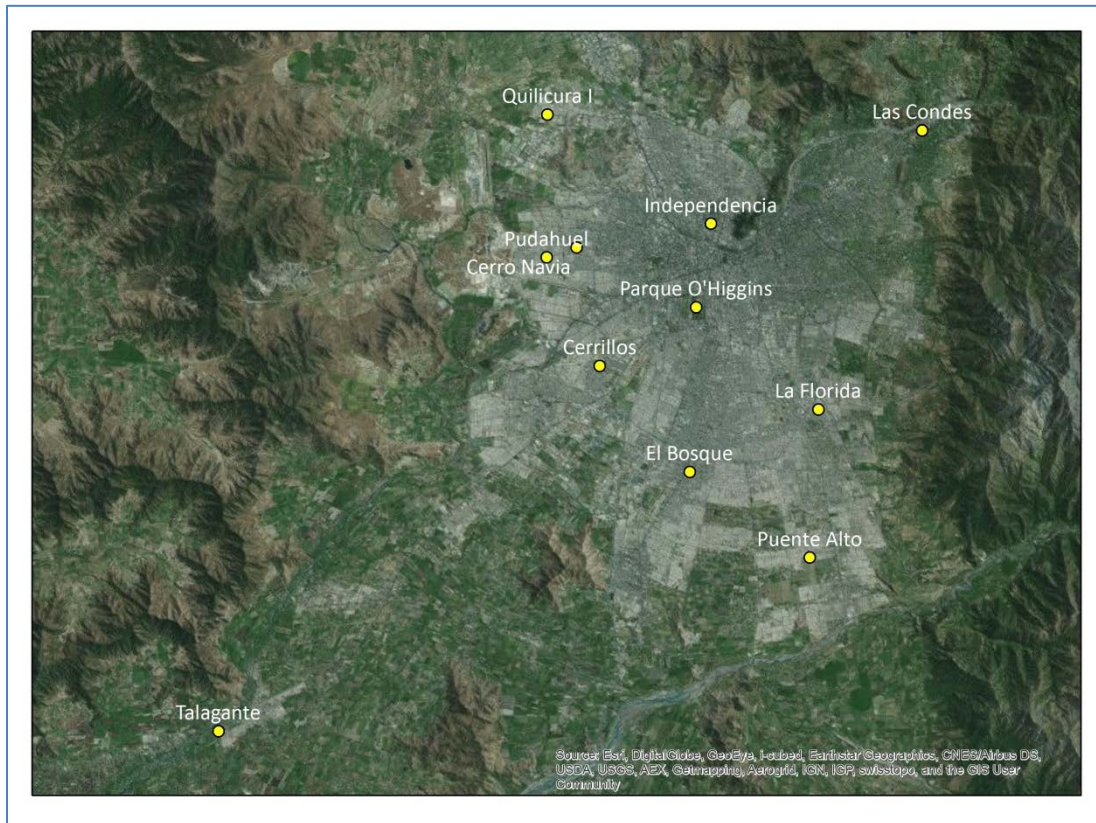 Quilicura I
Las Condes
Independencia
Pudahuel
Cerro Navia
Parque O'Higgins
Cerrillos
La Florida
El Bosque
Puente Alto
Talagante
Source: Esri, DigitalGlobe, GeoEye, i-cubed, Earthstar Geographics, CNES/Airbus DS,
USDA, USGS, AEX, Getmapping, Aerogrid, IGN, IGP, swisstopo, and the GIS User
Community